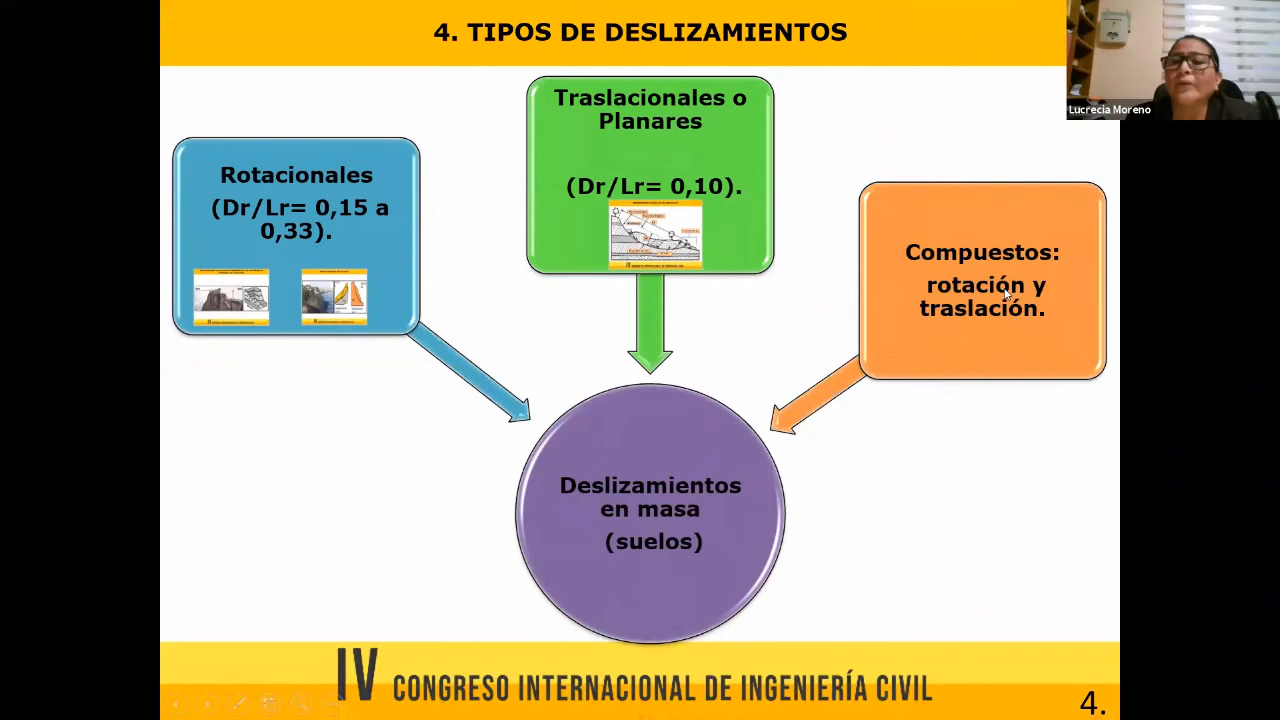 4. TIPOS DE DESLIZAMIENTOS
Lucrecia Moreno
Rotacionales
(Dr/Lr= 0,15 a
0,33).
Traslacionales o
Planares
(Dr/Lr= 0,10).
Compuestos:
rotación y
traslación.
Deslizamientos
en masa
(suelos)
IV CONGRESO INTERNACIONAL DE INGENIERÍA CIVIL
4.